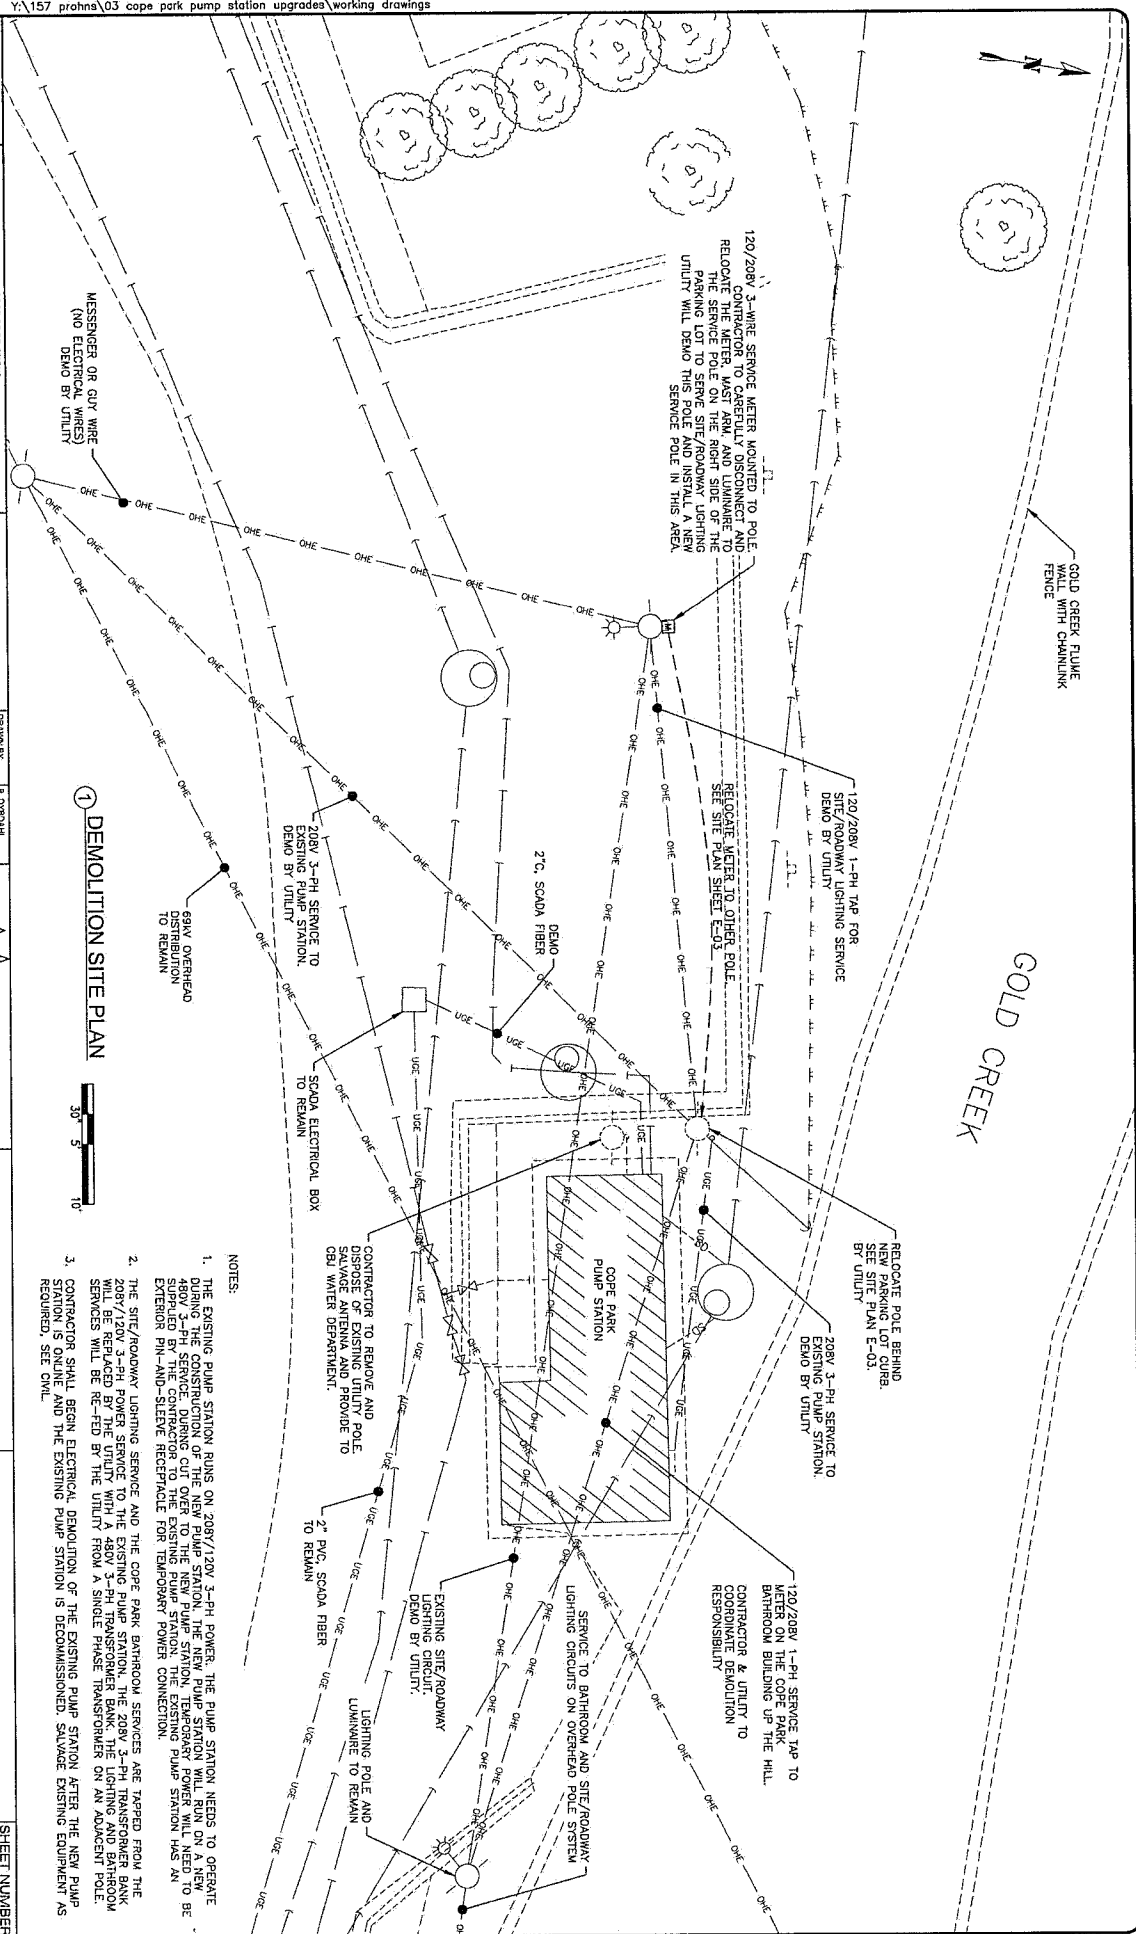 Y:\157 prohns\03 cope park pump station upgrades\working drawings
N
GOLD CREEK FLUME
WALL WITH CHAINLINK
FENCE
GOLD CREEK
120/208V 3-WIRE SERVICE METER MOUNTED TO POLE.
CONTRACTOR TO CAREFULLY DISCONNECT AND
RELOCATE THE METER, MAST ARM, AND LUMINAIRE TO
THE SERVICE POLE ON THE RIGHT SIDE OF THE
PARKING LOT TO SERVE SITE/ROADWAY LIGHTING
UTILITY WILL DEMO THIS POLE AND INSTALL A NEW
SERVICE POLE IN THIS AREA.
M
120/208V 1-PH TAP FOR
SITE/ROADWAY LIGHTING SERVICE
DEMO BY UTILITY
RELOCATE METER TO OTHER POLE.
SEE SITE PLAN SHEET E-03
RELOCATE POLE BEHIND
NEW PARKING LOT CURB.
SEE SITE PLAN E-03.
BY UTILITY
208V 3-PH SERVICE TO
EXISTING PUMP STATION.
DEMO BY UTILITY
120/208V 1-PH SERVICE TAP TO
METER ON THE COPE PARK
BATHROOM BUILDING UP THE HILL.
CONTRACTOR & UTILITY TO
COORDINATE DEMOLITION
RESPONSIBILITY
MESSENGER OR GUY WIRE
(NO ELECTRICAL WIRES)
DEMO BY UTILITY
208V 3-PH SERVICE TO
EXISTING PUMP STATION.
DEMO BY UTILITY
69KV OVERHEAD
DISTRIBUTION
TO REMAIN
DEMO
2"C, SCADA FIBER
SCADA ELECTRICAL BOX
TO REMAIN
COPE PARK
PUMP STATION
CONTRACTOR TO REMOVE AND
DISPOSE OF EXISTING UTILITY POLE.
SALVAGE ANTENNA AND PROVIDE TO
CBJ WATER DEPARTMENT.
2" PVC, SCADA FIBER
TO REMAIN
EXISTING SITE/ROADWAY
LIGHTING CIRCUIT.
DEMO BY UTILITY.
SERVICE TO BATHROOM AND SITE/ROADWAY
LIGHTING CIRCUITS ON OVERHEAD POLE SYSTEM
LIGHTING POLE AND
LUMINAIRE TO REMAIN
OHE
UGE
1 DEMOLITION SITE PLAN
30" 5' 10'
NOTES:
1. THE EXISTING PUMP STATION RUNS ON 208Y/120V 3-PH POWER. THE PUMP STATION NEEDS TO OPERATE
DURING THE CONSTRUCTION OF THE NEW PUMP STATION. THE NEW PUMP STATION WILL RUN ON A NEW
480V 3-PH SERVICE. DURING CUT OVER TO THE NEW PUMP STATION, TEMPORARY POWER WILL NEED TO BE
SUPPLIED BY THE CONTRACTOR TO THE EXISTING PUMP STATION. THE EXISTING PUMP STATION HAS AN
EXTERIOR PIN-AND-SLEEVE RECEPTACLE FOR TEMPORARY POWER CONNECTION.
2. THE SITE/ROADWAY LIGHTING SERVICE AND THE COPE PARK BATHROOM SERVICES ARE TAPPED FROM THE
208Y/120V 3-PH POWER SERVICE TO THE EXISTING PUMP STATION. THE 208V 3-PH TRANSFORMER BANK
WILL BE REPLACED BY THE UTILITY WITH A 480V 3-PH TRANSFORMER BANK. THE LIGHTING AND BATHROOM
SERVICES WILL BE RE-FED BY THE UTILITY FROM A SINGLE PHASE TRANSFORMER ON AN ADJACENT POLE.
3. CONTRACTOR SHALL BEGIN ELECTRICAL DEMOLITION OF THE EXISTING PUMP STATION AFTER THE NEW PUMP
STATION IS ONLINE AND THE EXISTING PUMP STATION IS DECOMMISSIONED. SALVAGE EXISTING EQUIPMENT AS
REQUIRED, SEE CIVIL.
SHEET NUMBER